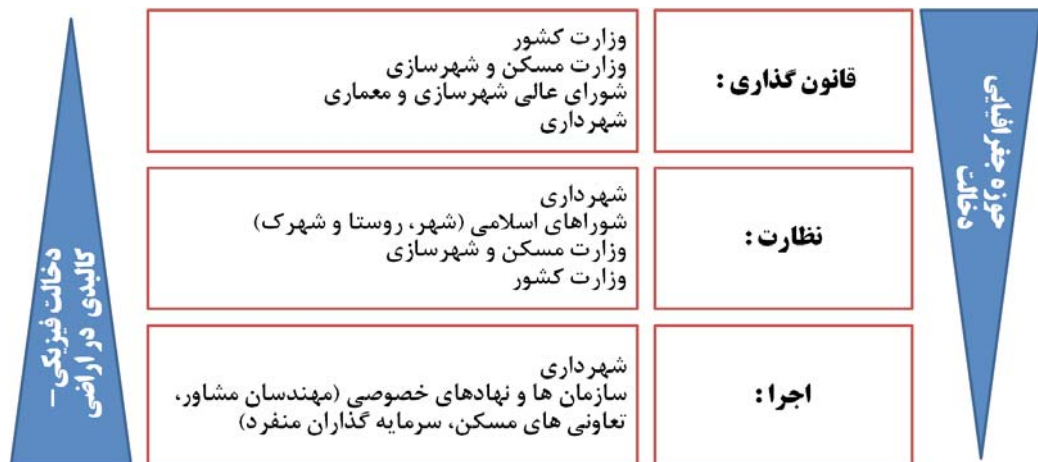 حوزه جغرافیایی
دخالت
قانون گذاری :
وزارت کشور
وزارت مسکن و شهرسازی
شورای عالی شهرسازی و معماری
شهرداری
نظارت :
شهرداری
شوراهای اسلامی (شهر، روستا و شهرک)
وزارت مسکن و شهرسازی
وزارت کشور
اجرا :
شهرداری
سازمان ها و نهادهای خصوصی (مهندسان مشاور،
تعاونی های مسکن، سرمایه گذاران منفرد)
دخالت فیزیکی –
کالبدی در اراضی